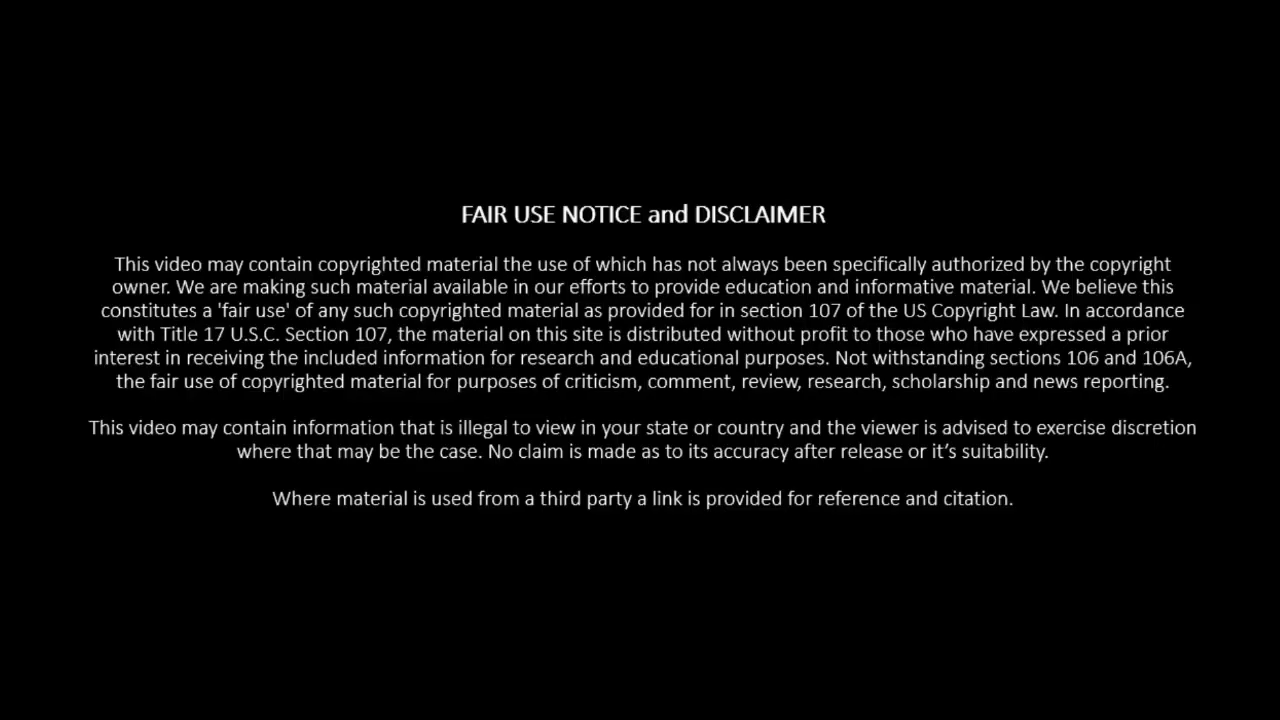 FAIR USE NOTICE and DISCLAIMER
This video may contain copyrighted material the use of which has not always been specifically authorized by the copyright
owner. We are making such material available in our efforts to provide education and informative material. We believe this
constitutes a 'fair use' of any such copyrighted material as provided for in section 107 of the US Copyright Law. In accordance
with Title 17 U.S.C. Section 107, the material on this site is distributed without profit to those who have expressed a prior
interest in receiving the included information for research and educational purposes. Not withstanding sections 106 and 106A,
the fair use of copyrighted material for purposes of criticism, comment, review, research, scholarship and news reporting.
This video may contain information that is illegal to view in your state or country and the viewer is advised to exercise discretion
where that may be the case. No claim is made as to its accuracy after release or it’s suitability.
Where material is used from a third party a link is provided for reference and citation.